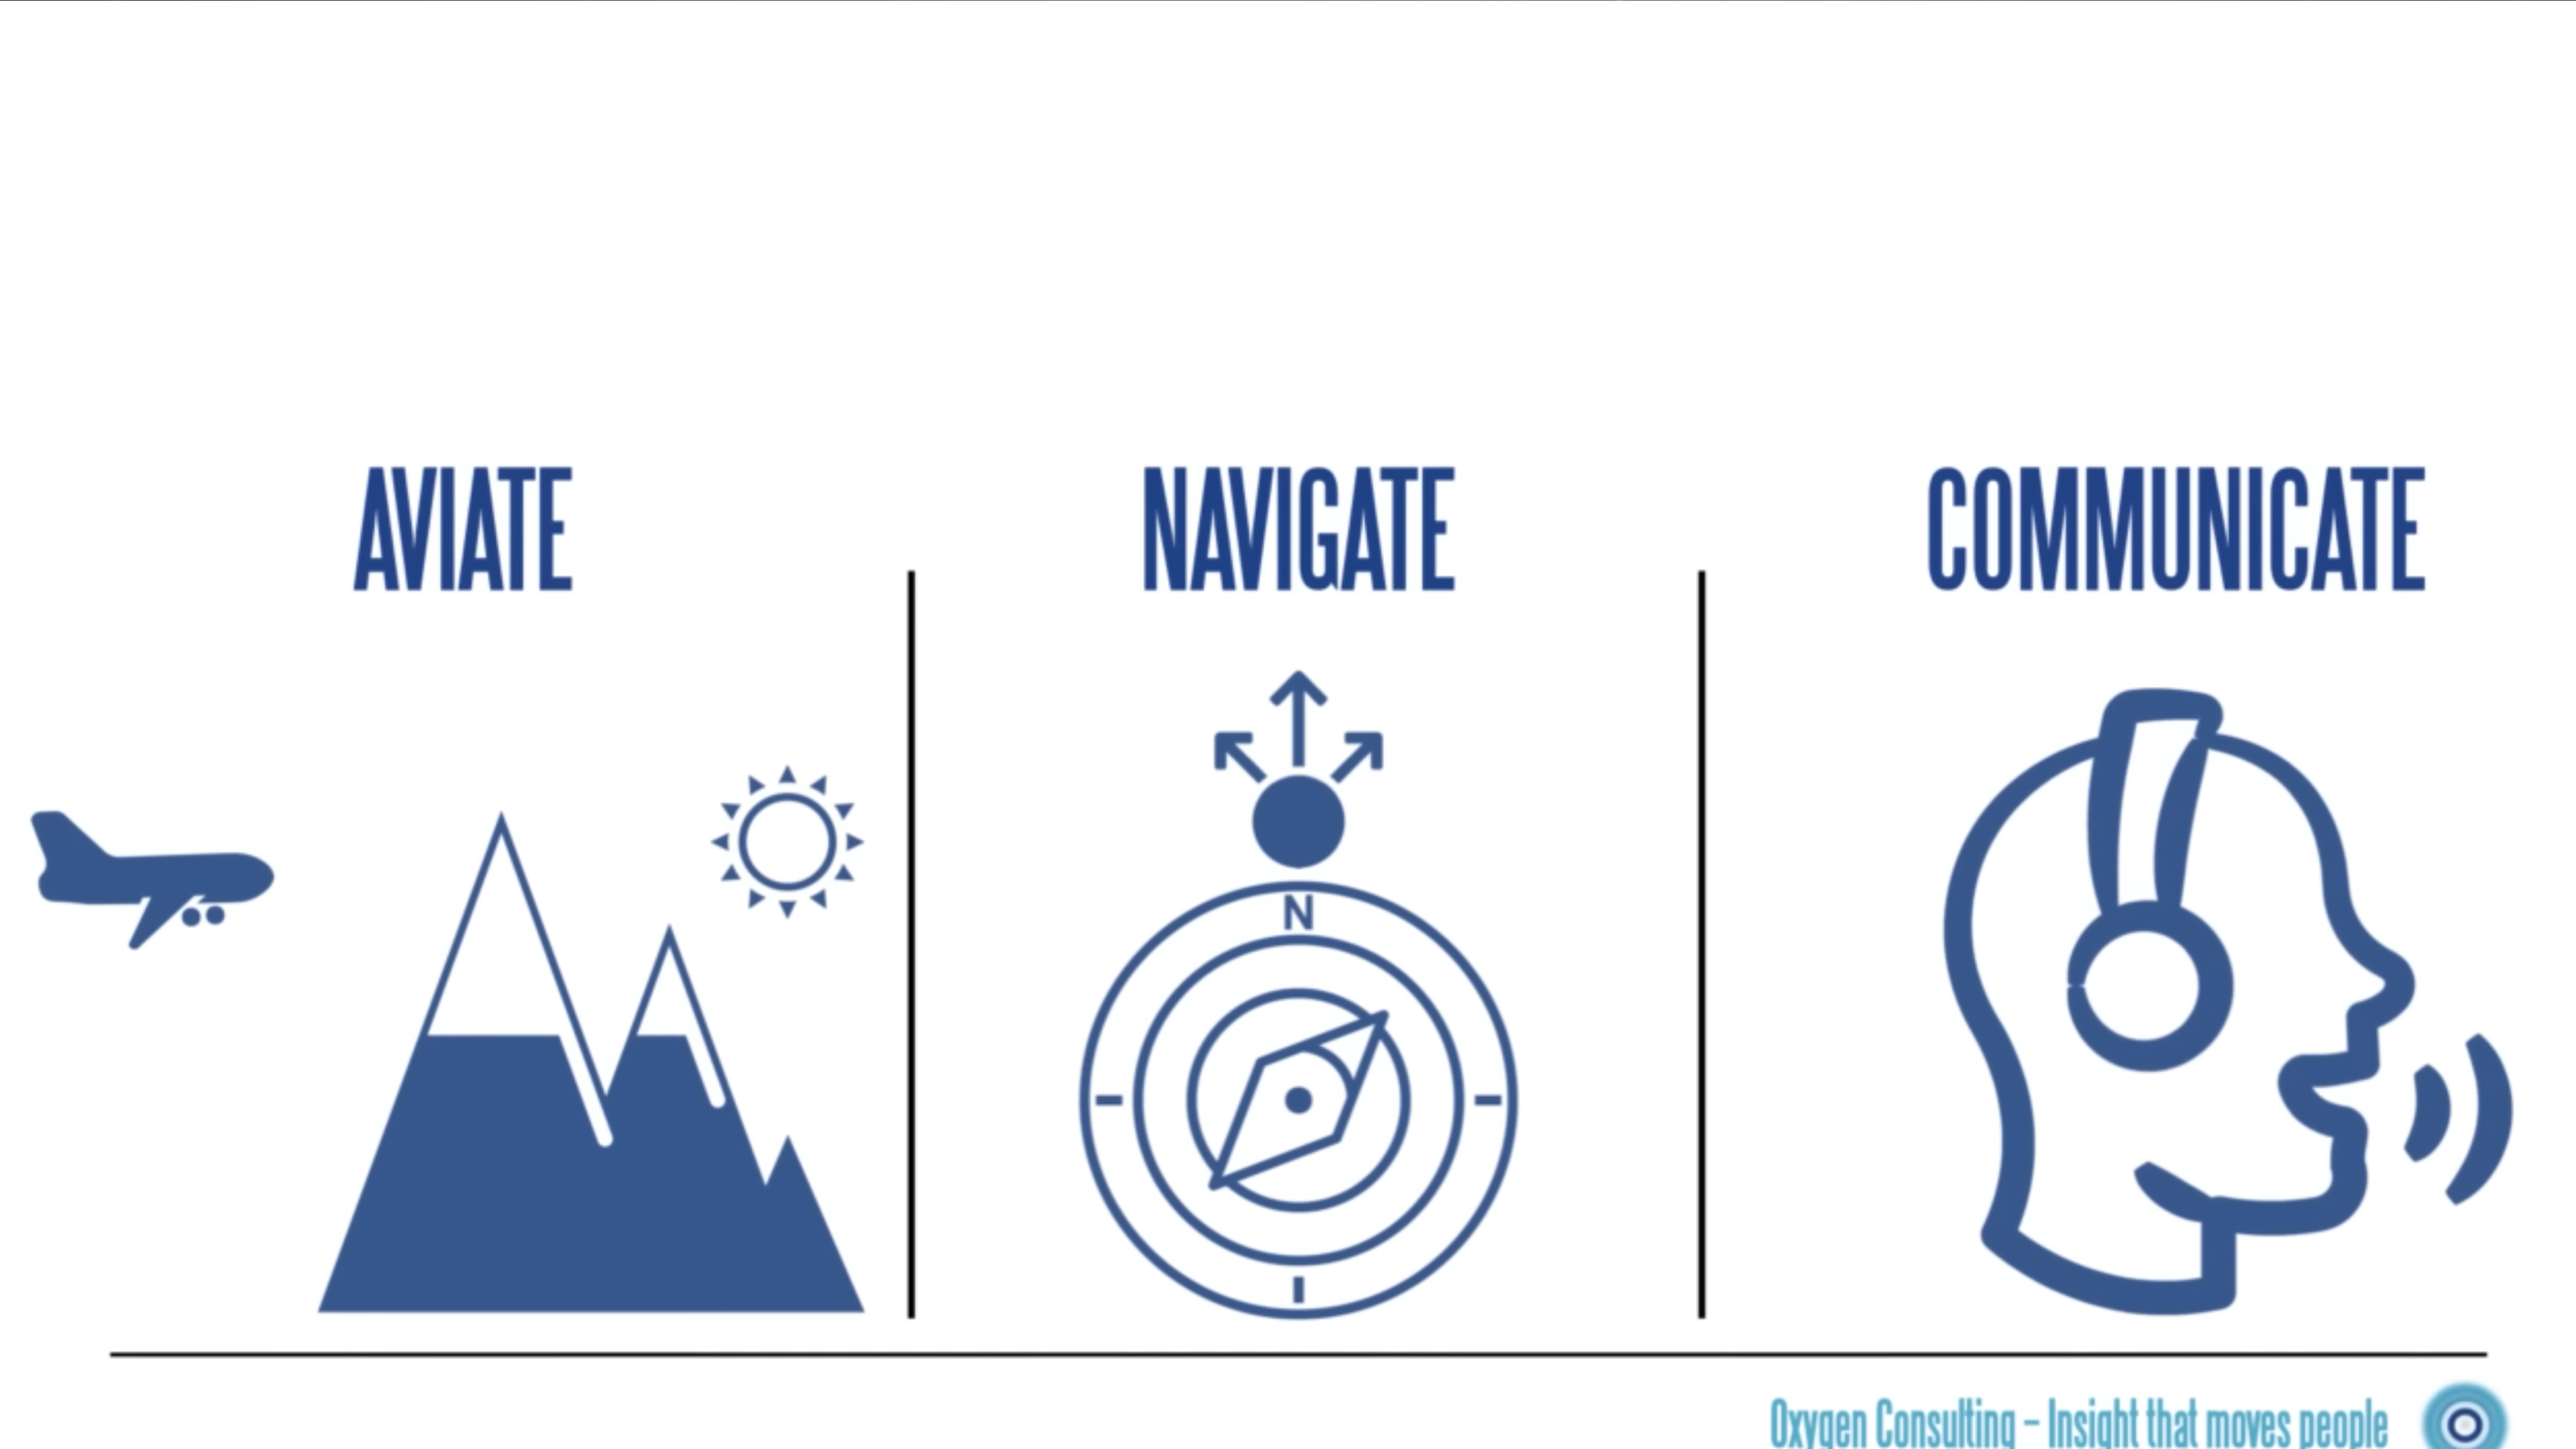 AVIATE
NAVIGATE
COMMUNICATE
N
Oxygen Consulting – Insight that moves people